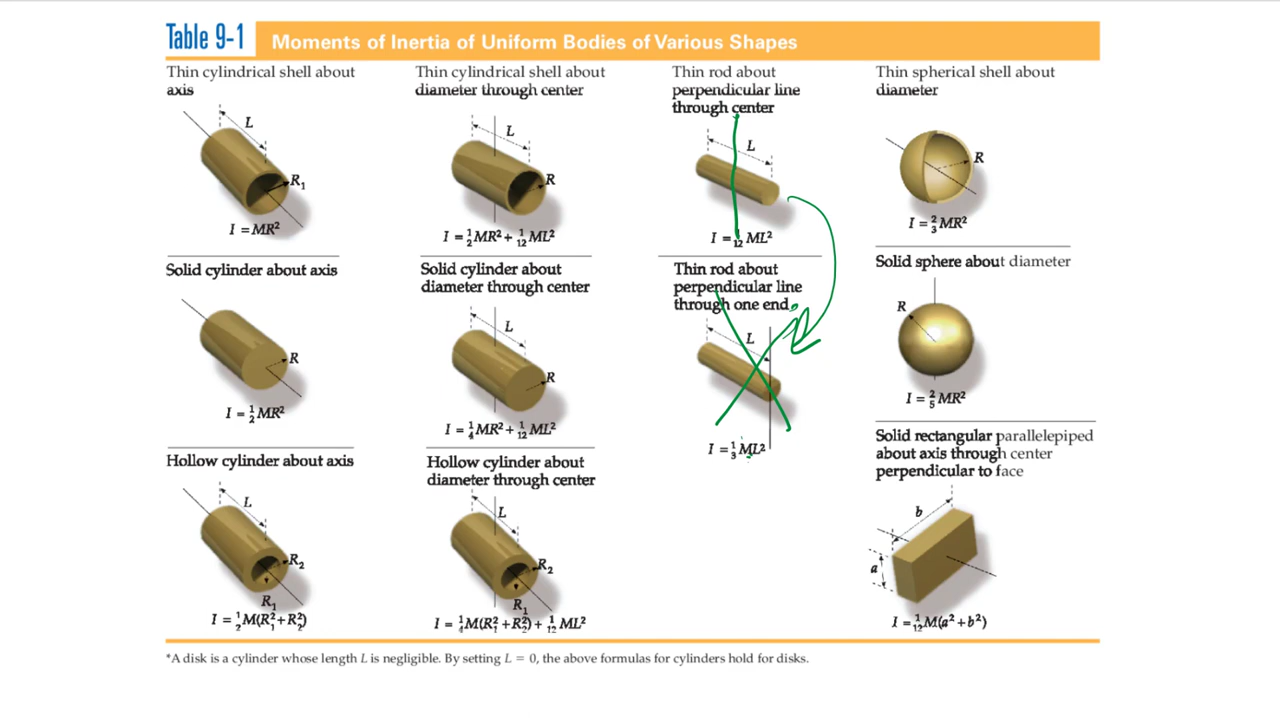 Table 9-1 Moments of Inertia of Uniform Bodies of Various Shapes
Thin cylindrical shell about
axis
L
R₁
I = MR²
Thin cylindrical shell about
diameter through center
L
R
I = ½MR² + 1/12 ML²
Thin rod about
perpendicular line
through center
L
I = 1/12 ML²
Thin spherical shell about
diameter
R
I = ⅔MR²
Solid cylinder about axis
R
I = ½MR²
Solid cylinder about
diameter through center
L
R
I = ¼MR² + 1/12 ML²
Thin rod about
perpendicular line
through one end
L
I = ⅓ML²
Solid sphere about diameter
R
I = ⅖MR²
Hollow cylinder about axis
L
R₂
R₁
I = ½M(R₁² + R₂²)
Hollow cylinder about
diameter through center
L
R₂
R₁
I = ¼M(R₁² + R₂²) + 1/12 ML²
Solid rectangular parallelepiped
about axis through center
perpendicular to face
b
a
I = 1/12 M(a² + b²)
*A disk is a cylinder whose length L is negligible. By setting L = 0, the above formulas for cylinders hold for disks.